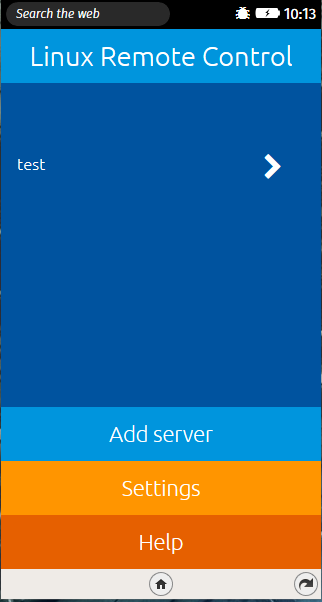 Search the web 10:13
Linux Remote Control
test
Add server
Settings
Help